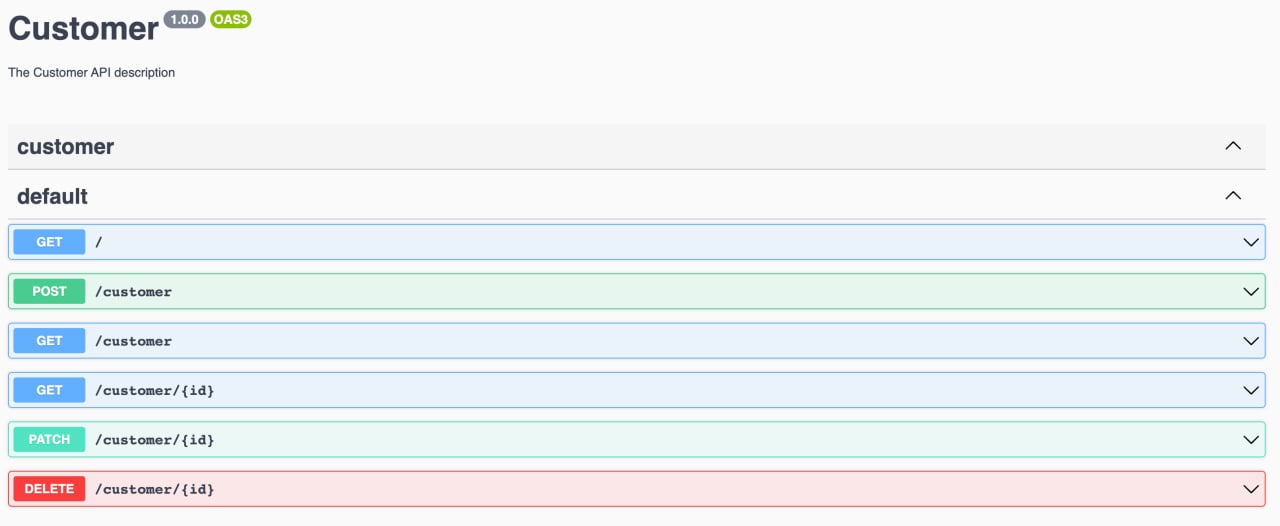 Customer 1.0.0 OAS3
The Customer API description
customer
default
GET /
POST /customer
GET /customer
GET /customer/{id}
PATCH /customer/{id}
DELETE /customer/{id}